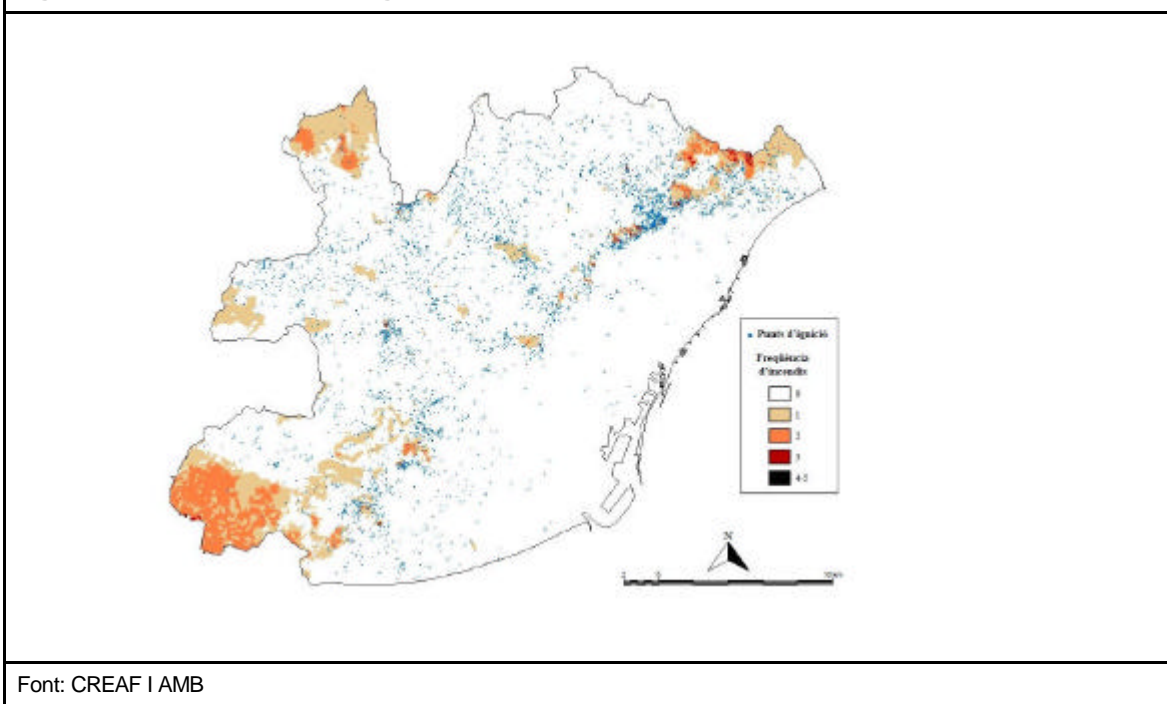 Punts d'ignició
Freqüència
d'incendis
0
1
2
3
4-5
N
Font: CREAF I AMB